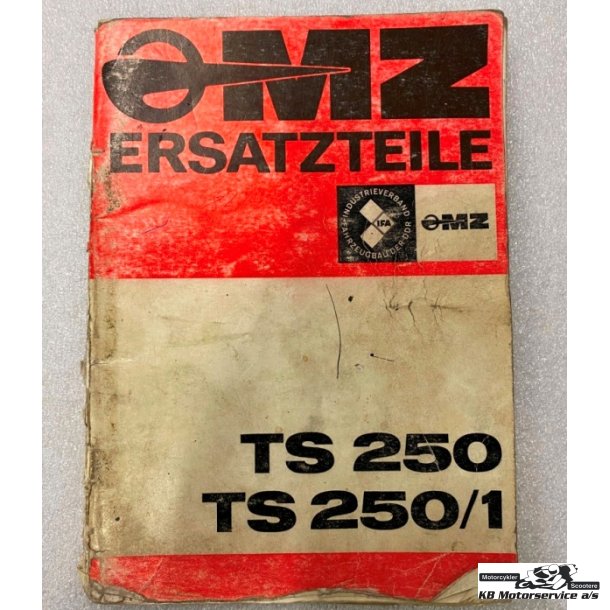 MZ
ERSATZTEILE
INDUSTRIEVERBAND
FAHRZEUGBAU DER DDR
IFA
MZ
TS 250
TS 250/1
Motorcykler
Scootere
KB Motorservice a/s